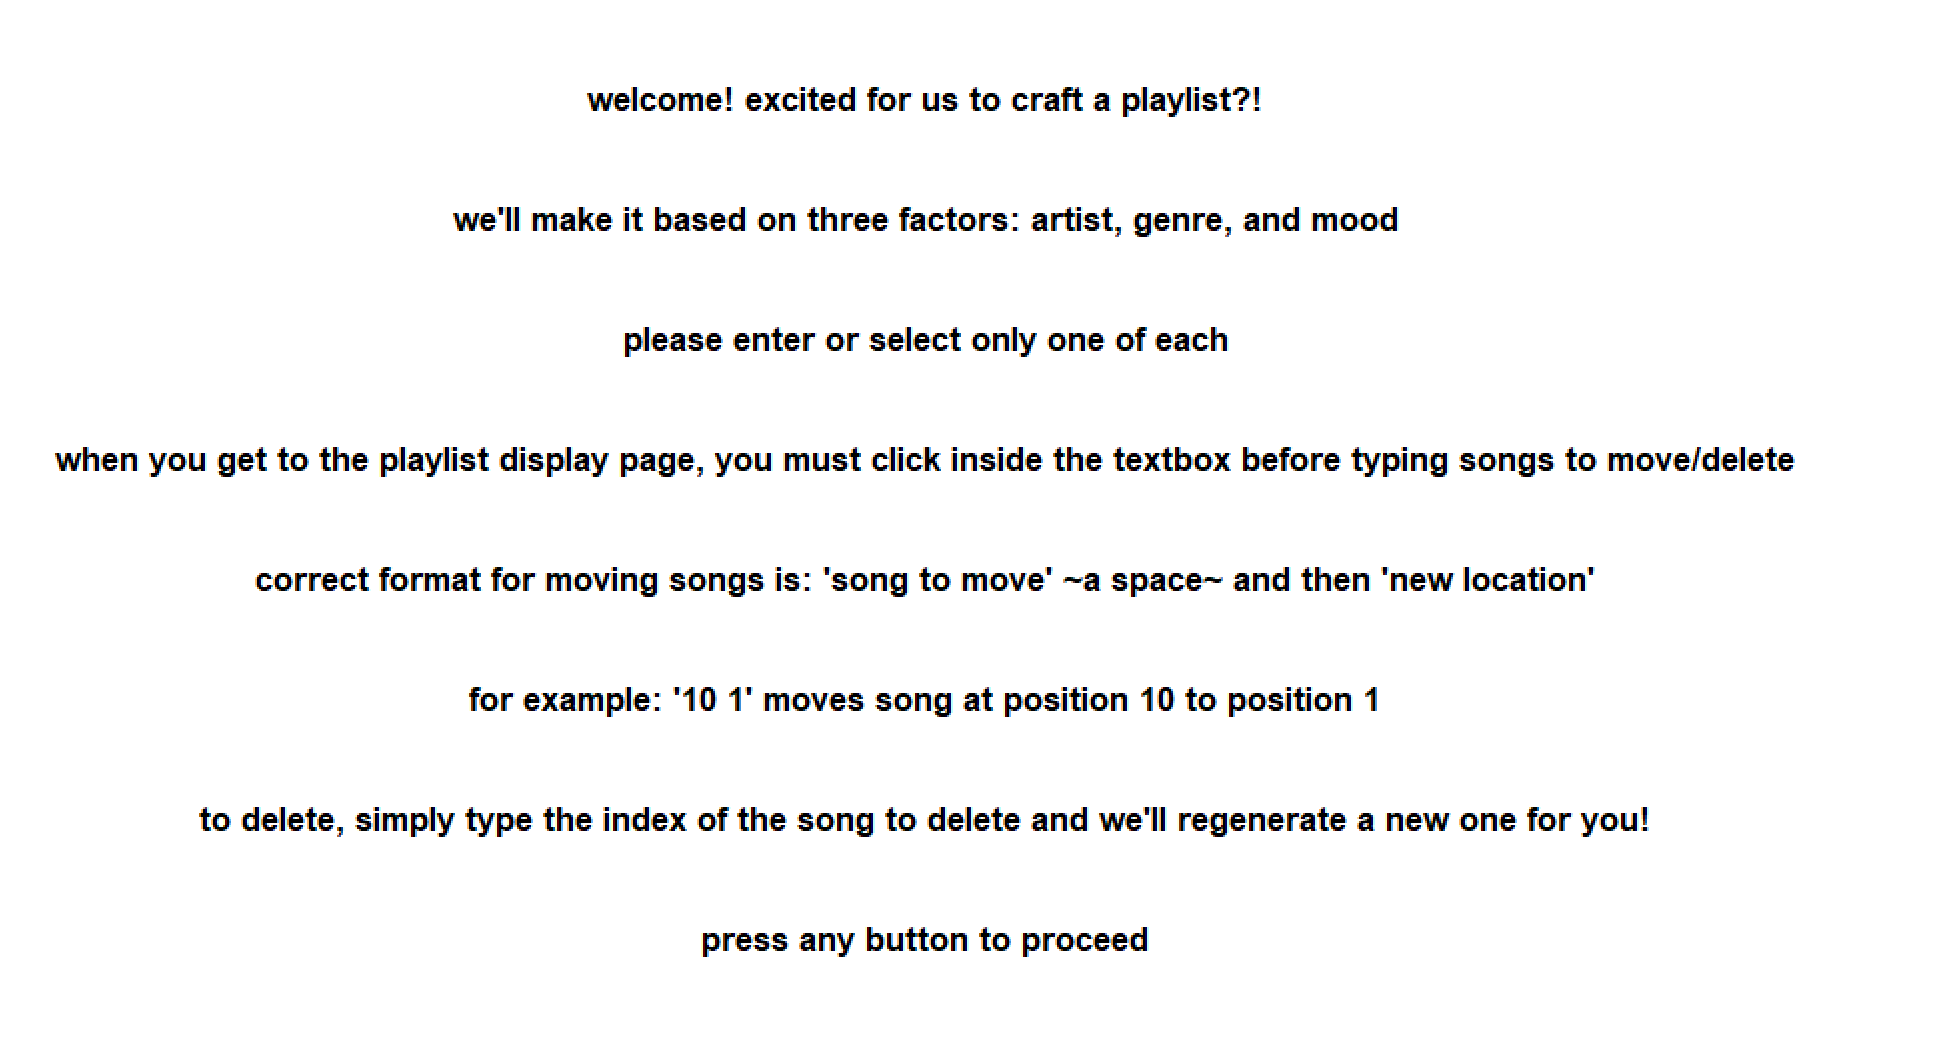 welcome! excited for us to craft a playlist?!
we'll make it based on three factors: artist, genre, and mood
please enter or select only one of each
when you get to the playlist display page, you must click inside the textbox before typing songs to move/delete
correct format for moving songs is: 'song to move' ~a space~ and then 'new location'
for example: '10 1' moves song at position 10 to position 1
to delete, simply type the index of the song to delete and we'll regenerate a new one for you!
press any button to proceed